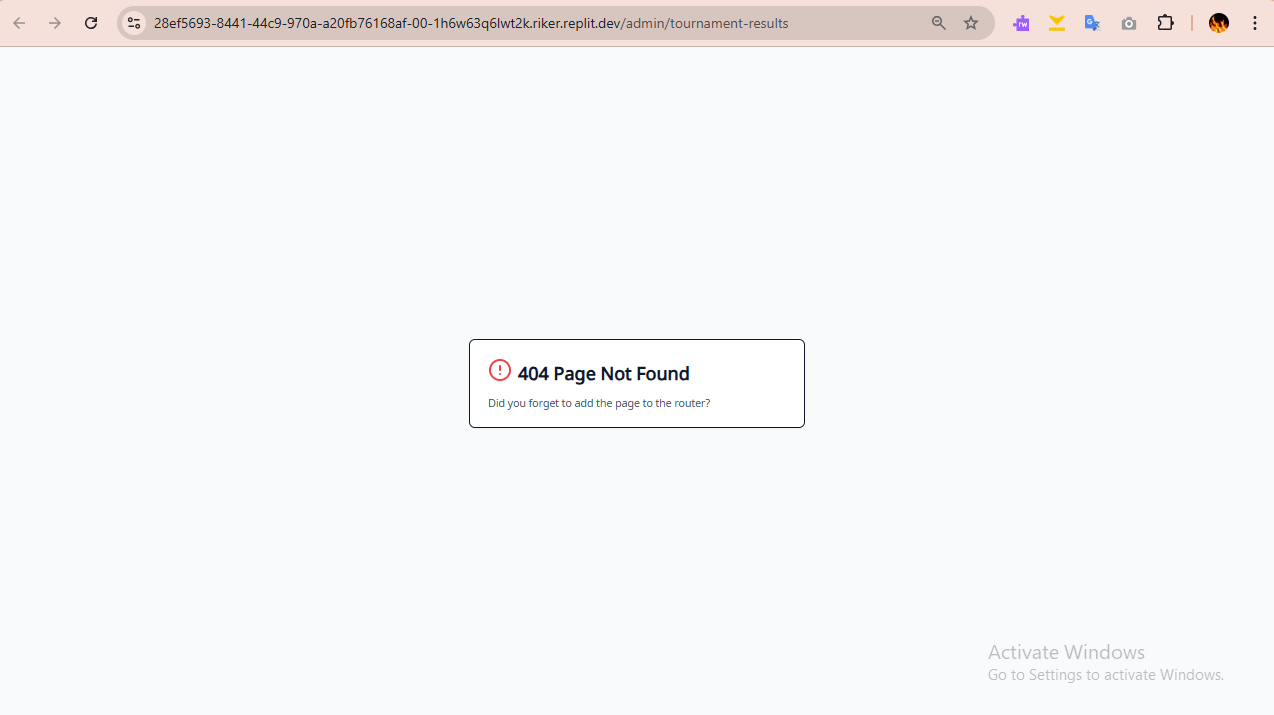 28ef5693-8441-44c9-970a-a20fb76168af-00-1h6w63q6lwt2k.riker.replit.dev/admin/tournament-results
rw
404 Page Not Found
Did you forget to add the page to the router?
Activate Windows
Go to Settings to activate Windows.